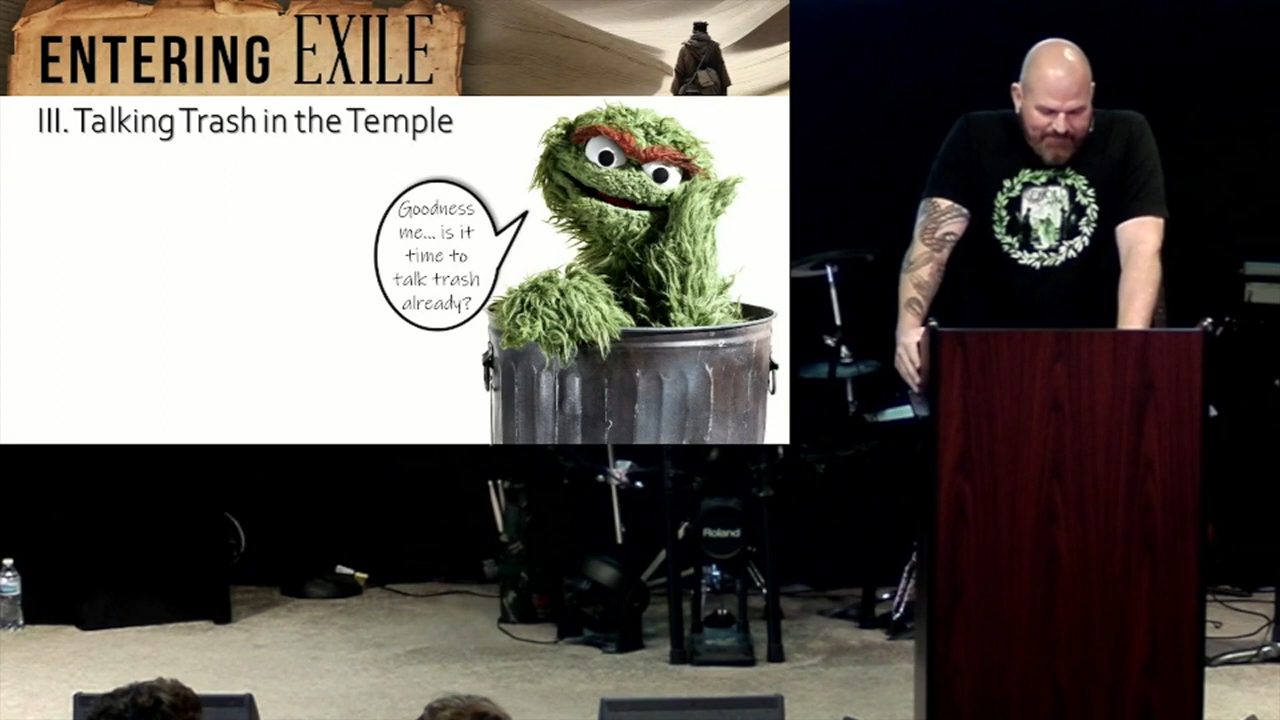 ENTERING EXILE
III. Talking Trash in the Temple
Goodness
me... is it
time to
talk trash
already?
Roland